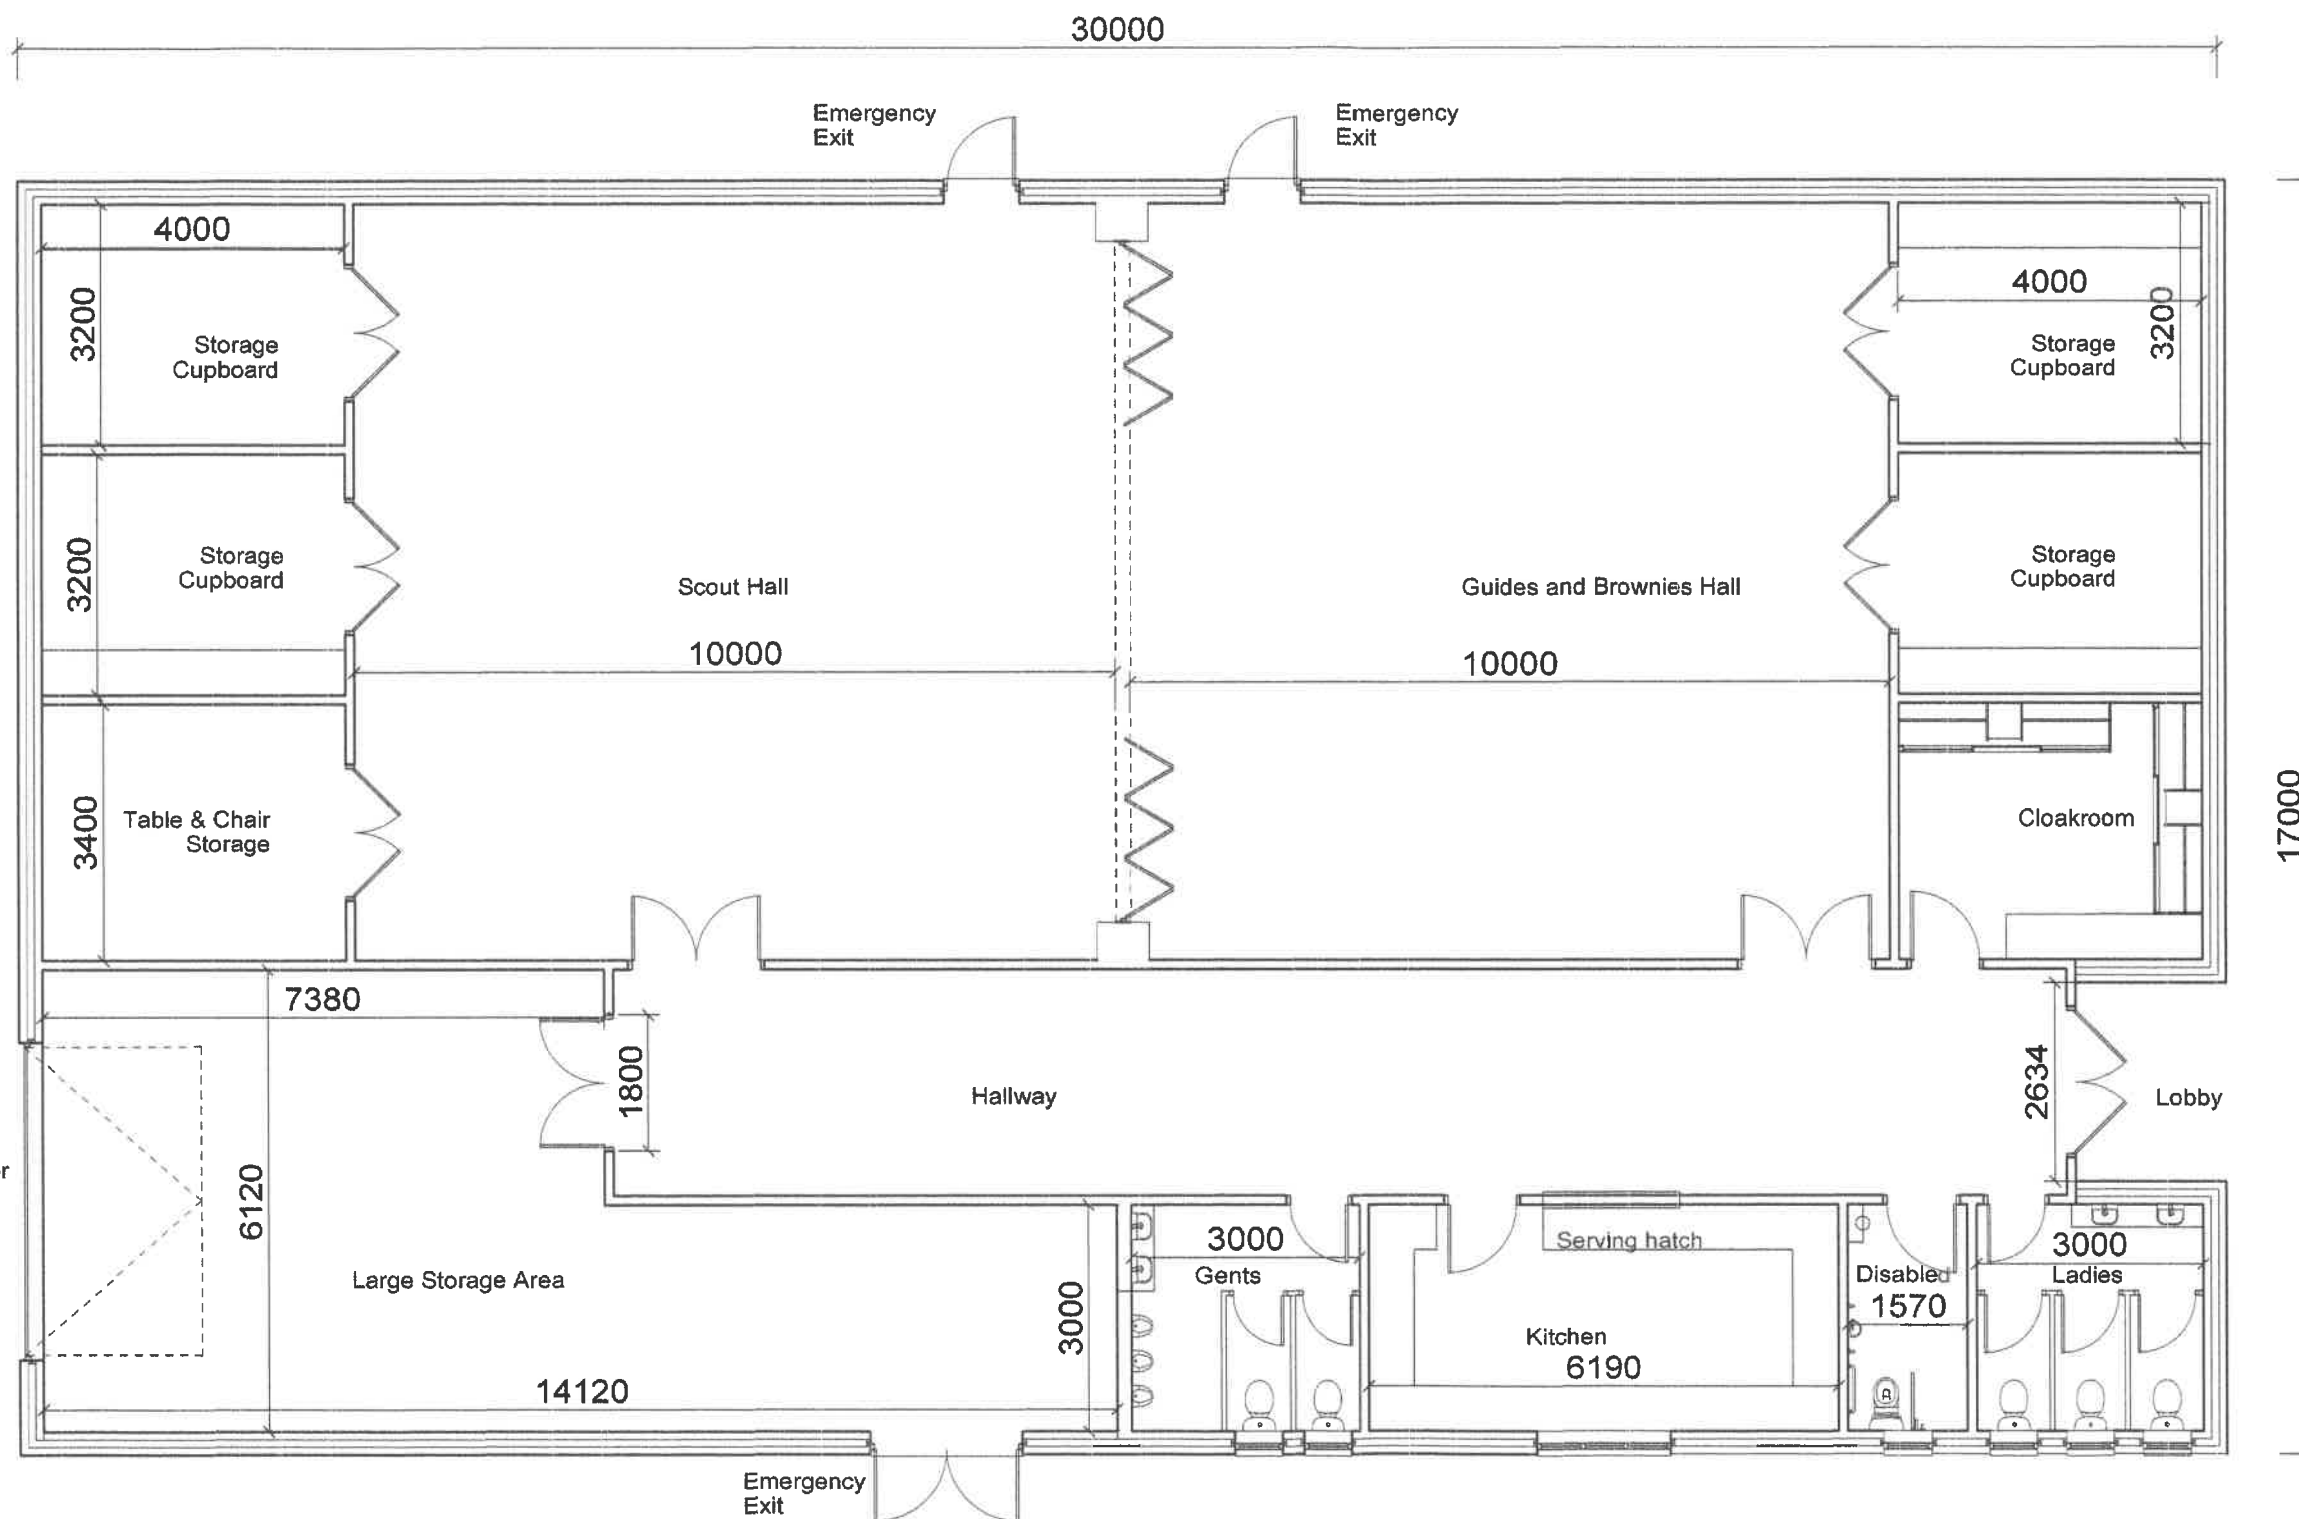 30000
Emergency
Exit
Emergency
Exit
4000
3200
Storage
Cupboard
4000
3200
Storage
Cupboard
3200
Storage
Cupboard
Scout Hall
Guides and Brownies Hall
Storage
Cupboard
10000
10000
3400
Table & Chair
Storage
Cloakroom
17000
7380
1800
Hallway
2634
Lobby
r
6120
Large Storage Area
3000
3000
Gents
Serving hatch
Kitchen
6190
Disabled
1570
3000
Ladies
14120
Emergency
Exit